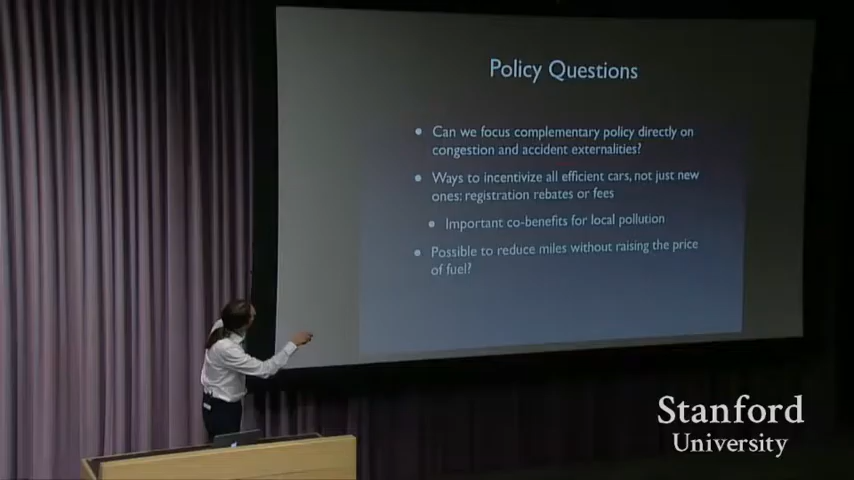 Policy Questions
Can we focus complementary policy directly on
congestion and accident externalities?
Ways to incentivize all efficient cars, not just new
ones: registration rebates or fees
Important co-benefits for local pollution
Possible to reduce miles without raising the price
of fuel?
Stanford
University